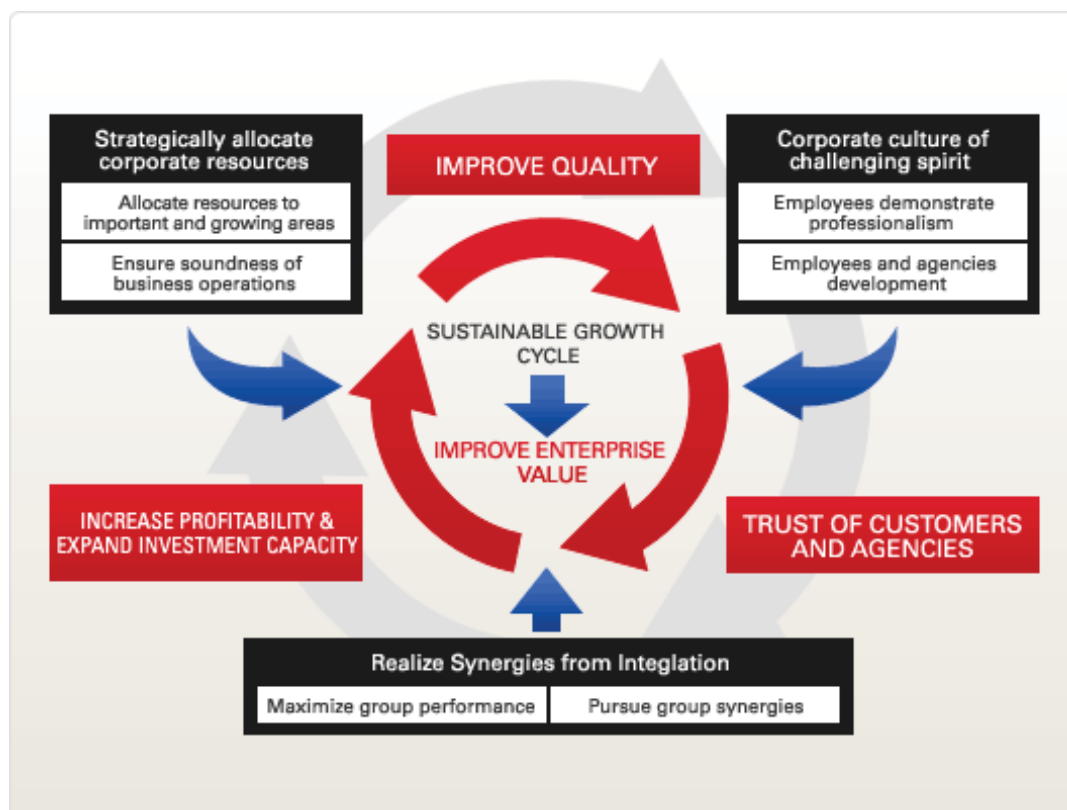 Strategically allocate
corporate resources
Allocate resources to
important and growing areas
Ensure soundness of
business operations
IMPROVE QUALITY
Corporate culture of
challenging spirit
Employees demonstrate
professionalism
Employees and agencies
development
SUSTAINABLE GROWTH
CYCLE
IMPROVE ENTERPRISE
VALUE
INCREASE PROFITABILITY &
EXPAND INVESTMENT CAPACITY
TRUST OF CUSTOMERS
AND AGENCIES
Realize Synergies from Integlation
Maximize group performance
Pursue group synergies